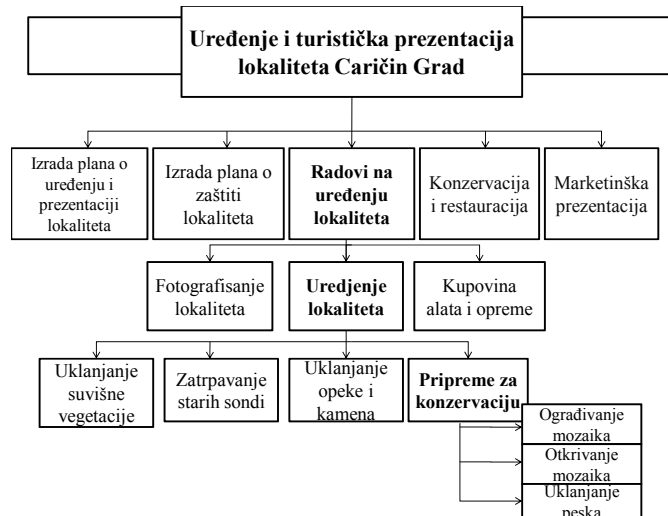 Uređenje i turistička prezentacija
lokaliteta Caričin Grad
Izrada plana o
uređenju i
prezentaciji
lokaliteta
Izrada plana o
zaštiti
lokaliteta
Radovi na
uređenju
lokaliteta
Konzervacija
i restauracija
Marketinška
prezentacija
Fotografisanje
lokaliteta
Uredjenje
lokaliteta
Kupovina
alata i opreme
Uklanjanje
suvišne
vegetacije
Zatrpavanje
starih sondi
Uklanjanje
opeke i
kamena
Pripreme za
konzervaciju
Ograđivanje
mozaika
Otkrivanje
mozaika
Uklanjanje
peska